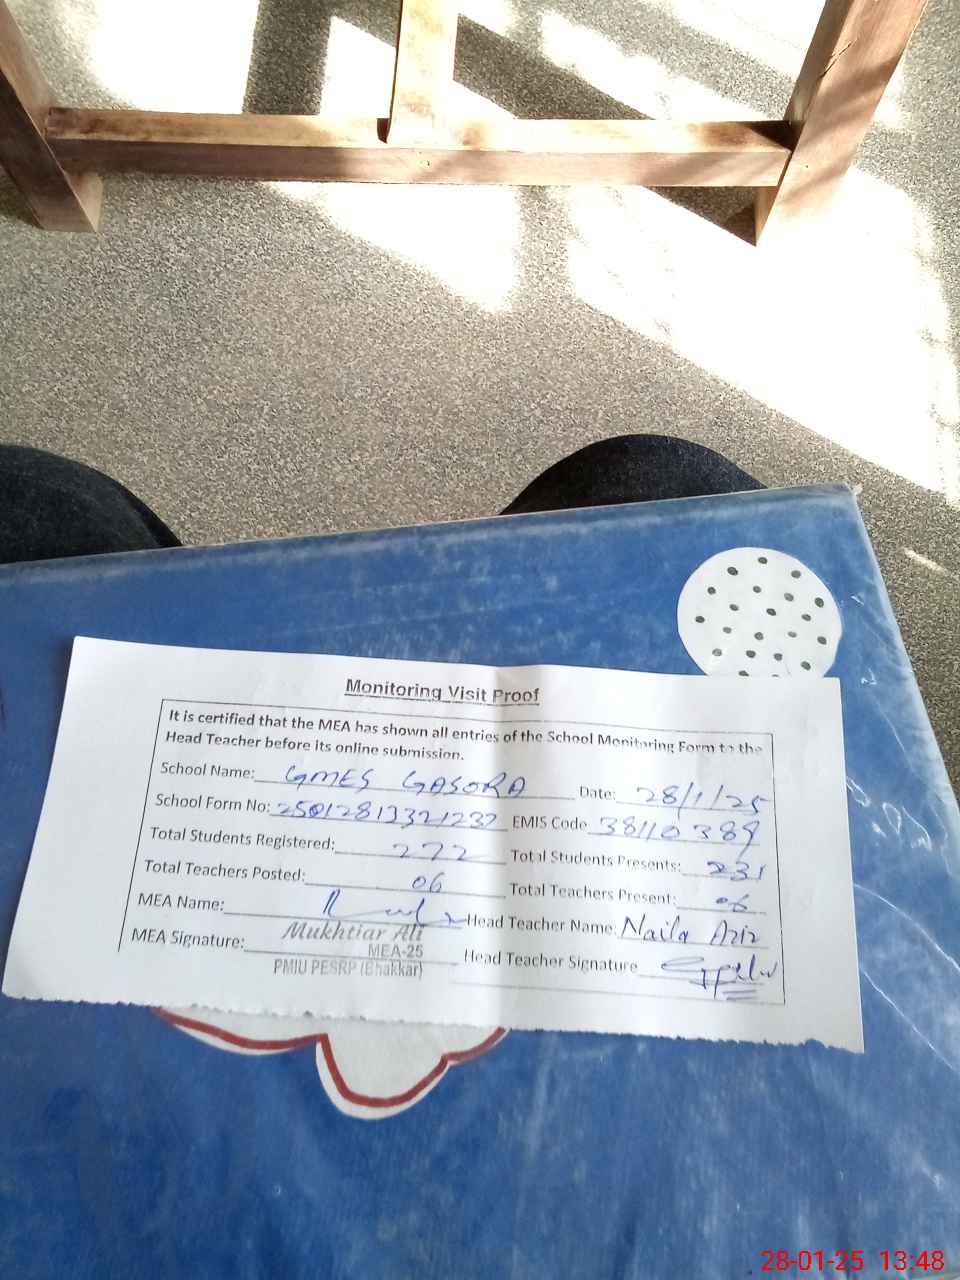 Monitoring Visit Proof
It is certified that the MEA has shown all entries of the School Monitoring Form to the
Head Teacher before its online submission.
School Name: GMES GASORA Date: 28/1/25
School Form No: EMIS Code 38110389
Total Students Registered: 272 Total Students Presents: 231
Total Teachers Posted: 06 Total Teachers Present: 06
MEA Name: Head Teacher Name: Naila Aziz
Mukhtiar Ali
MEA Signature: MEA-25 Head Teacher Signature
PMIU PESRP (Bhakkar)
28-01-25 13:48